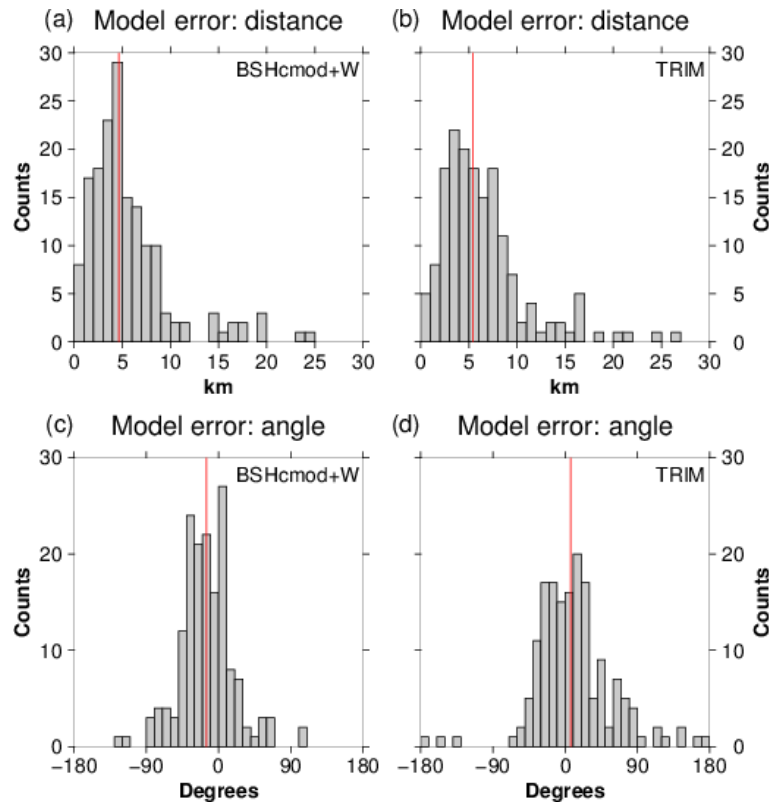 (a) Model error: distance
BSHcmod+W
30
25
20
15
10
5
0
Counts
0 5 10 15 20 25 30
km
(b) Model error: distance
TRIM
30
25
20
15
10
5
0
Counts
0 5 10 15 20 25 30
km
(c) Model error: angle
BSHcmod+W
30
20
10
0
Counts
−180 −90 0 90 180
Degrees
(d) Model error: angle
TRIM
30
20
10
0
Counts
−180 −90 0 90 180
Degrees